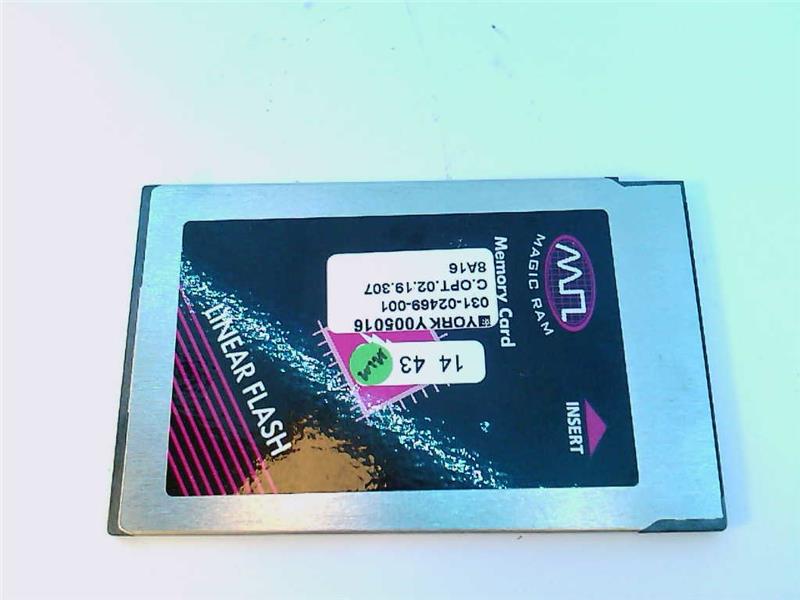 MAGIC RAM
Memory Card
YORK Y005016
031-02469-001
C.OPT.02.19.307
8A16
14 43
LINEAR FLASH
INSERT